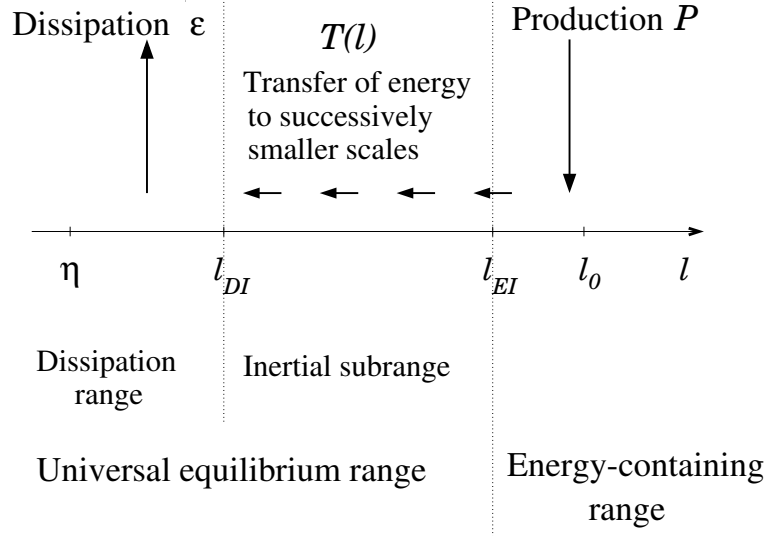 Dissipation ε
T(l)
Production P
Transfer of energy
to successively
smaller scales
η
l_DI
l_EI
l_0
l
Dissipation
range
Inertial subrange
Universal equilibrium range
Energy-containing
range